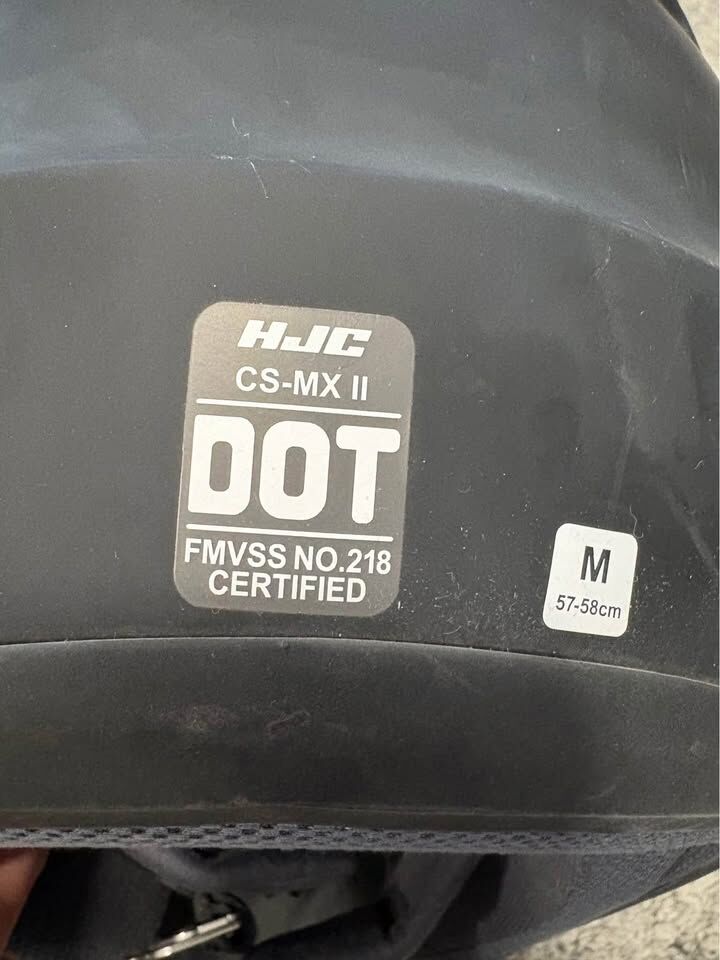 HJC
CS-MX II
DOT
FMVSS NO.218
CERTIFIED
M
57-58cm